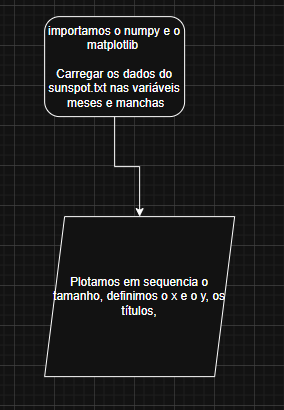 importamos o numpy e o
matplotlib
Carregar os dados do
sunspot.txt nas variáveis
meses e manchas
Plotamos em sequencia o
tamanho, definimos o x e o y, os
títulos,